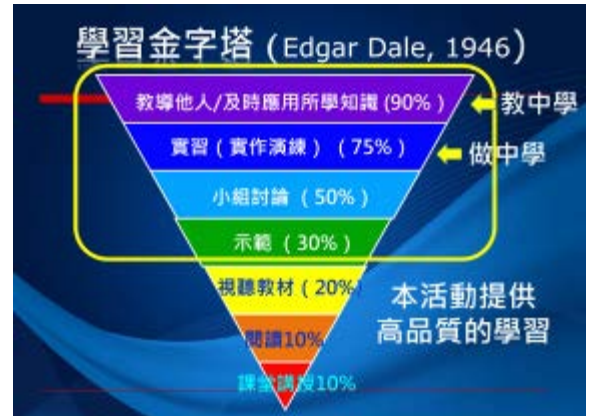 學習金字塔 (Edgar Dale, 1946)
教導他人/及時應用所學知識 (90% )
教中學
實習 ( 實作演練 ) ( 75% )
做中學
小組討論 ( 50% )
示範 ( 30% )
視聽教材 ( 20%)
本活動提供
高品質的學習
閱讀10%
課堂講授10%